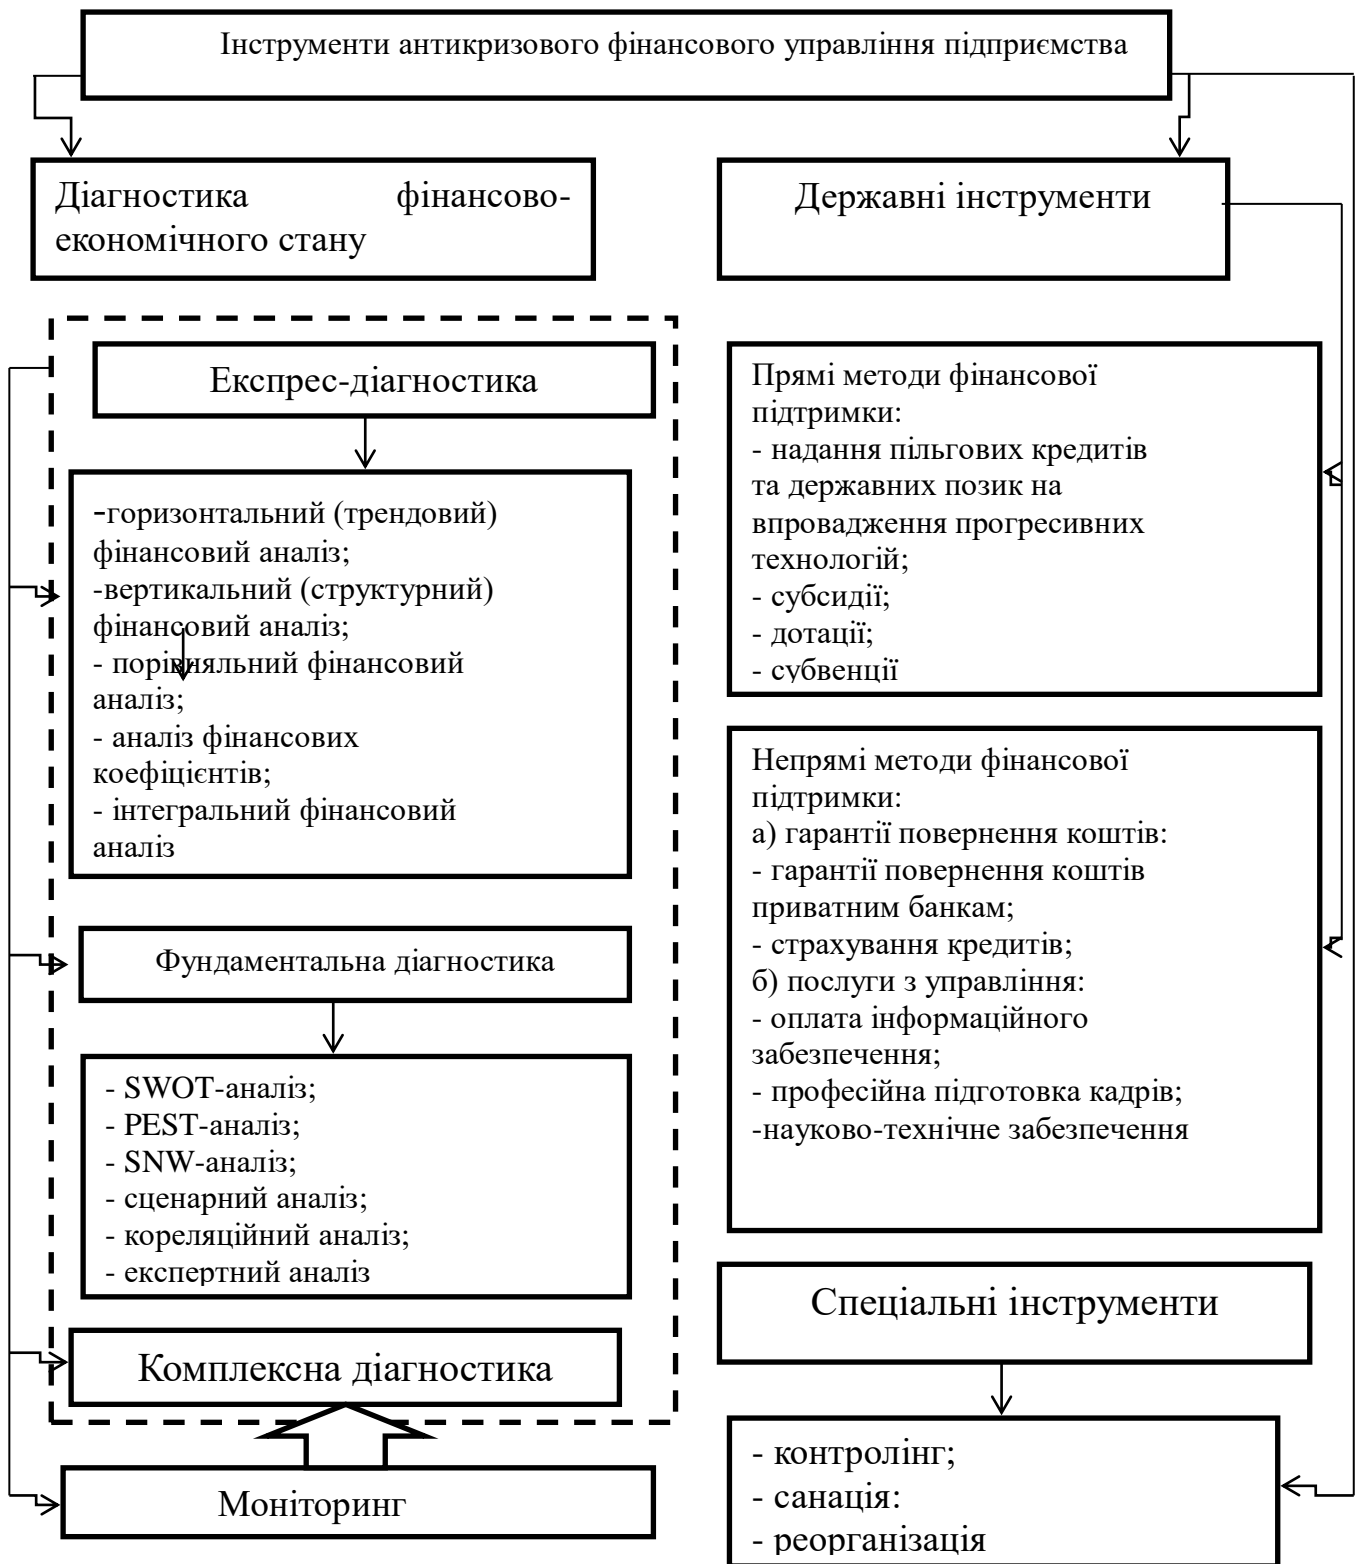 Інструменти антикризового фінансового управління підприємства
Діагностика фінансово-
економічного стану
Експрес-діагностика
-горизонтальний (трендовий)
фінансовий аналіз;
-вертикальний (структурний)
фінансовий аналіз;
- порівняльний фінансовий
аналіз;
- аналіз фінансових
коефіцієнтів;
- інтегральний фінансовий
аналіз
Фундаментальна діагностика
- SWOT-аналіз;
- PEST-аналіз;
- SNW-аналіз;
- сценарний аналіз;
- кореляційний аналіз;
- експертний аналіз
Комплексна діагностика
Моніторинг
Державні інструменти
Прямі методи фінансової
підтримки:
- надання пільгових кредитів
та державних позик на
впровадження прогресивних
технологій;
- субсидії;
- дотації;
- субвенції
Непрямі методи фінансової
підтримки:
а) гарантії повернення коштів:
- гарантії повернення коштів
приватним банкам;
- страхування кредитів;
б) послуги з управління:
- оплата інформаційного
забезпечення;
- професійна підготовка кадрів;
-науково-технічне забезпечення
Спеціальні інструменти
- контролінг;
- санація:
- реорганізація